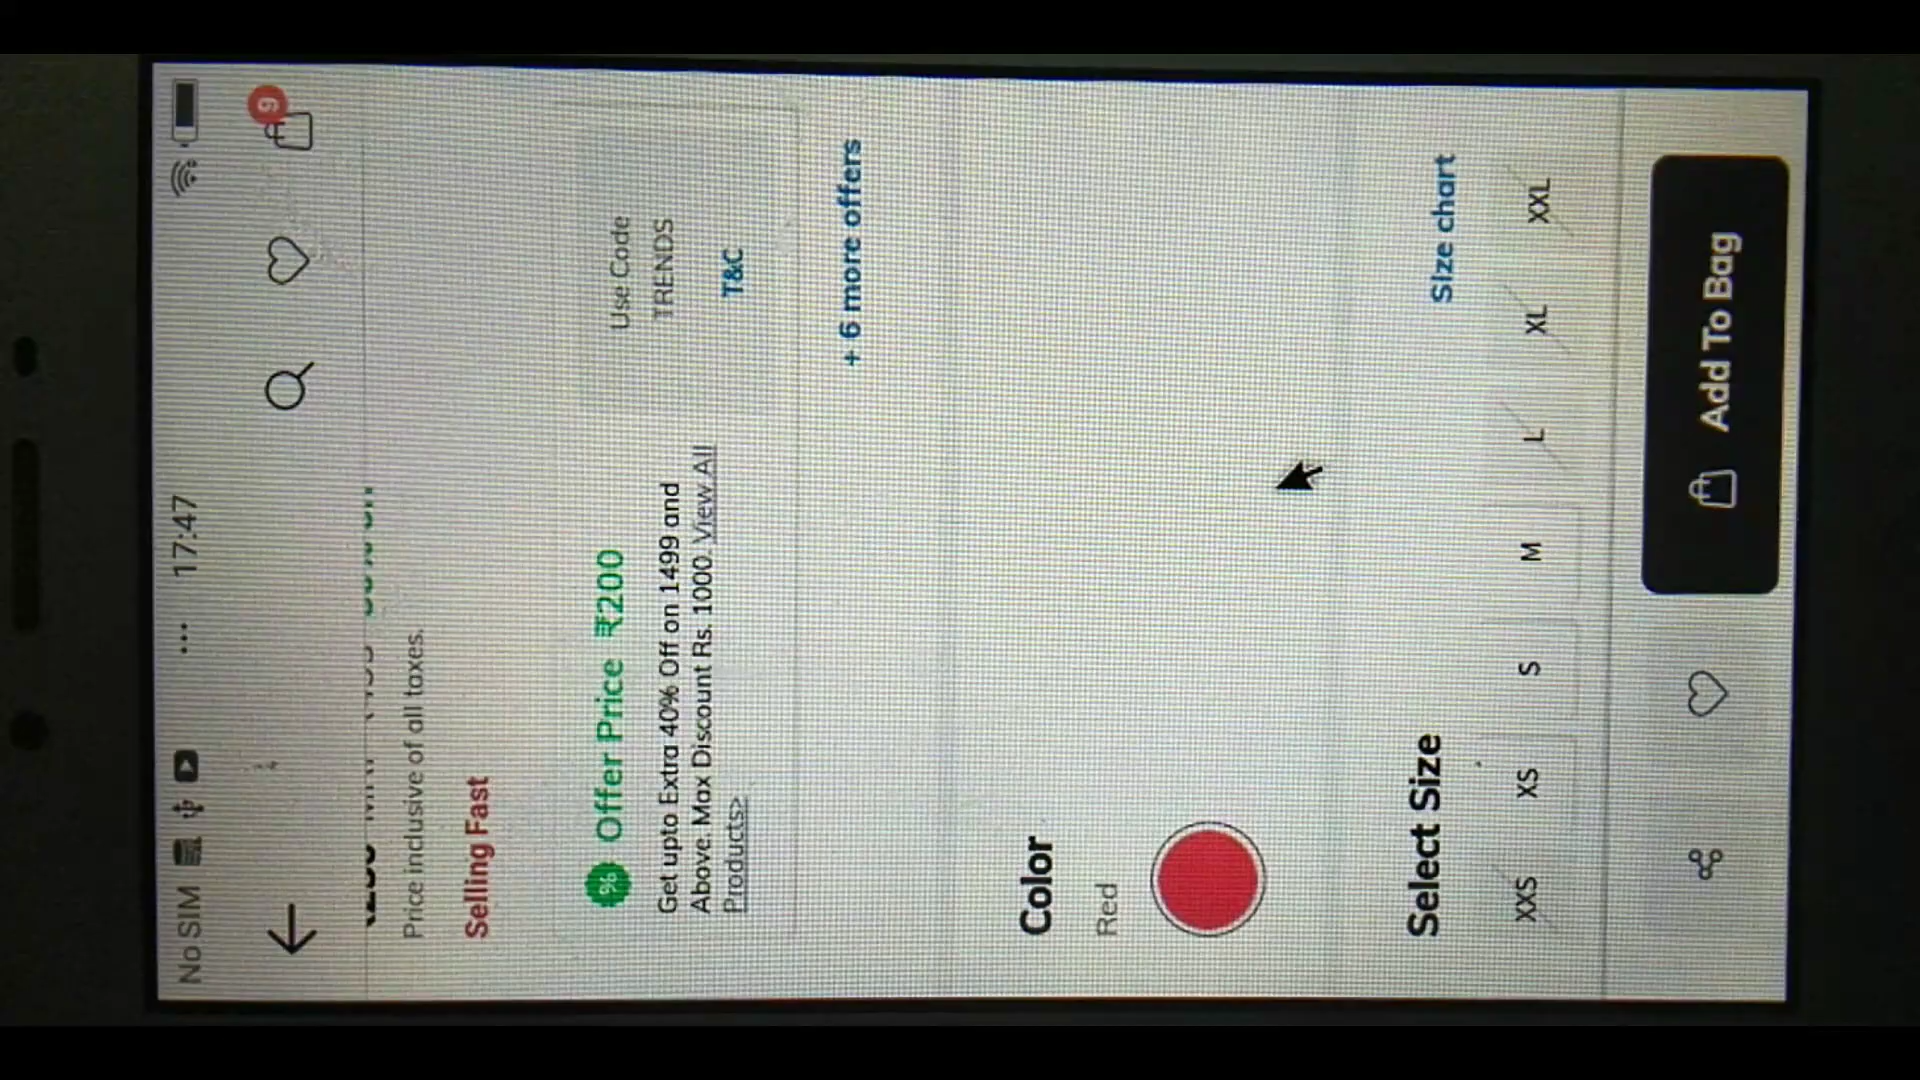 No SIM ... 17:47
9
Price inclusive of all taxes.
Selling Fast
% Offer Price ₹200
Get upto Extra 40% Off on 1499 and
Above. Max Discount Rs. 1000. View All
Products>
Use Code
TRENDS
T&C
+ 6 more offers
Color
Red
Select Size
Size chart
XXS XS S M L XL XXL
Add To Bag